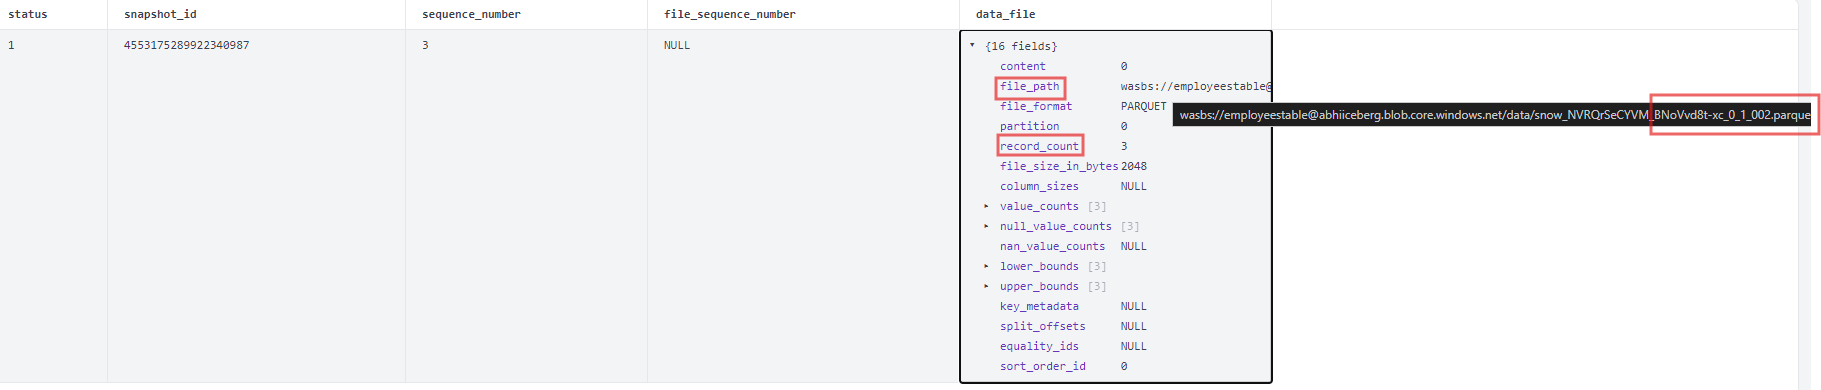 status snapshot_id sequence_number file_sequence_number data_file
1 4553175289922340987 3 NULL ▾ {16 fields}
content 0
file_path wasbs://employeestable@
file_format PARQUET
wasbs://employeestable@abhiiceberg.blob.core.windows.net/data/snow_NVRQrSeCYVM_BNoVvd8t-xc_0_1_002.parque
partition 0
record_count 3
file_size_in_bytes 2048
column_sizes NULL
▸ value_counts [3]
▸ null_value_counts [3]
nan_value_counts NULL
▸ lower_bounds [3]
▸ upper_bounds [3]
key_metadata NULL
split_offsets NULL
equality_ids NULL
sort_order_id 0